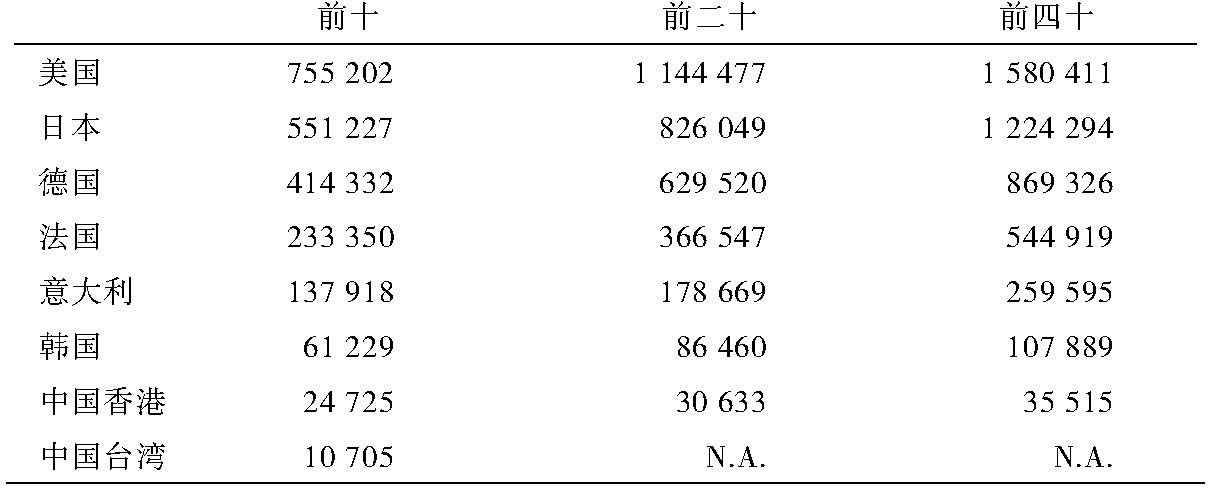 前十 前二十 前四十
美国 755 202 1 144 477 1 580 411
日本 551 227 826 049 1 224 294
德国 414 332 629 520 869 326
法国 233 350 366 547 544 919
意大利 137 918 178 669 259 595
韩国 61 229 86 460 107 889
中国香港 24 725 30 633 35 515
中国台湾 10 705 N.A. N.A.